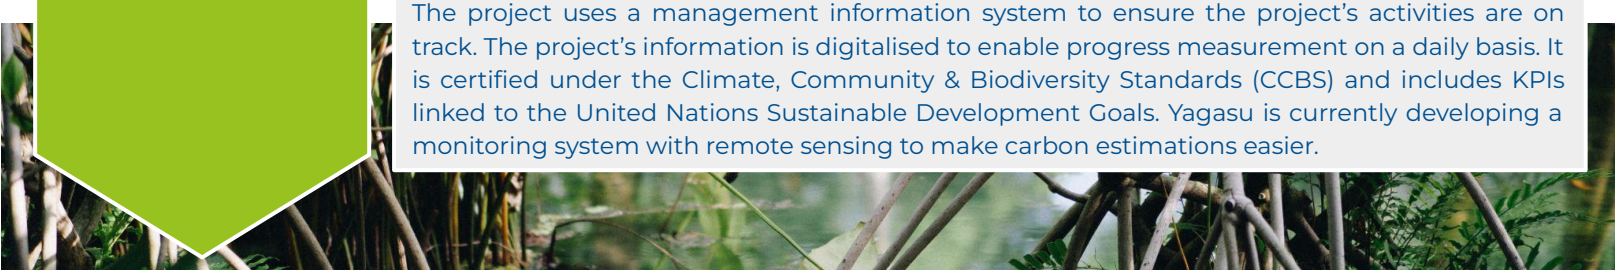 The project uses a management information system to ensure the project’s activities are on
track. The project’s information is digitalised to enable progress measurement on a daily basis. It
is certified under the Climate, Community & Biodiversity Standards (CCBS) and includes KPIs
linked to the United Nations Sustainable Development Goals. Yagasu is currently developing a
monitoring system with remote sensing to make carbon estimations easier.